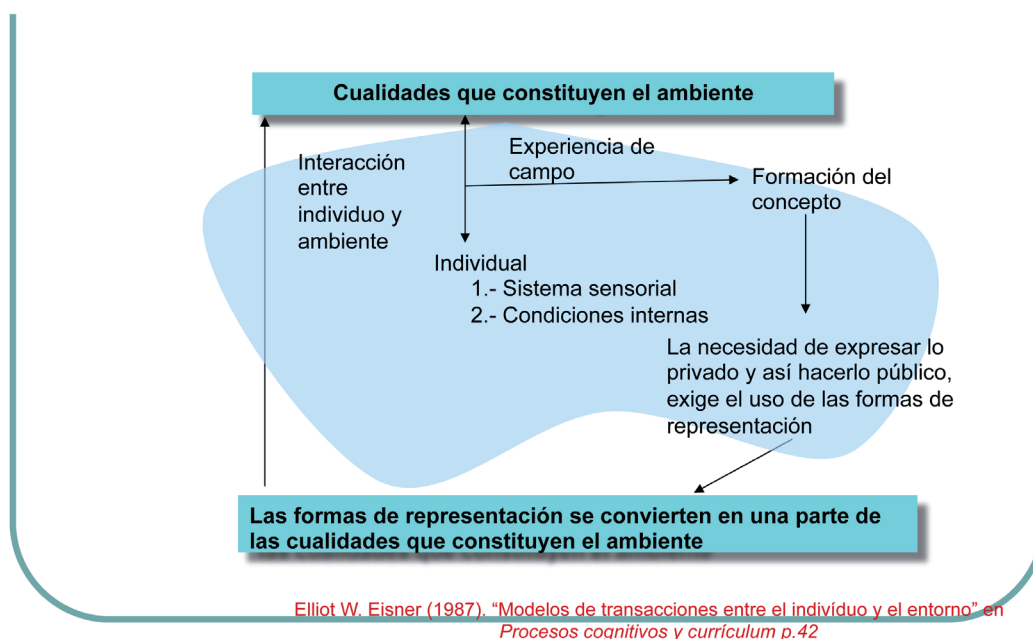 Cualidades que constituyen el ambiente
Interacción
entre
individuo y
ambiente
Experiencia de
campo
Formación del
concepto
Individual
1.- Sistema sensorial
2.- Condiciones internas
La necesidad de expresar lo
privado y así hacerlo público,
exige el uso de las formas de
representación
Las formas de representación se convierten en una parte de
las cualidades que constituyen el ambiente
Elliot W. Eisner (1987). “Modelos de transacciones entre el indivíduo y el entorno” en
Procesos cognitivos y currículum p.42